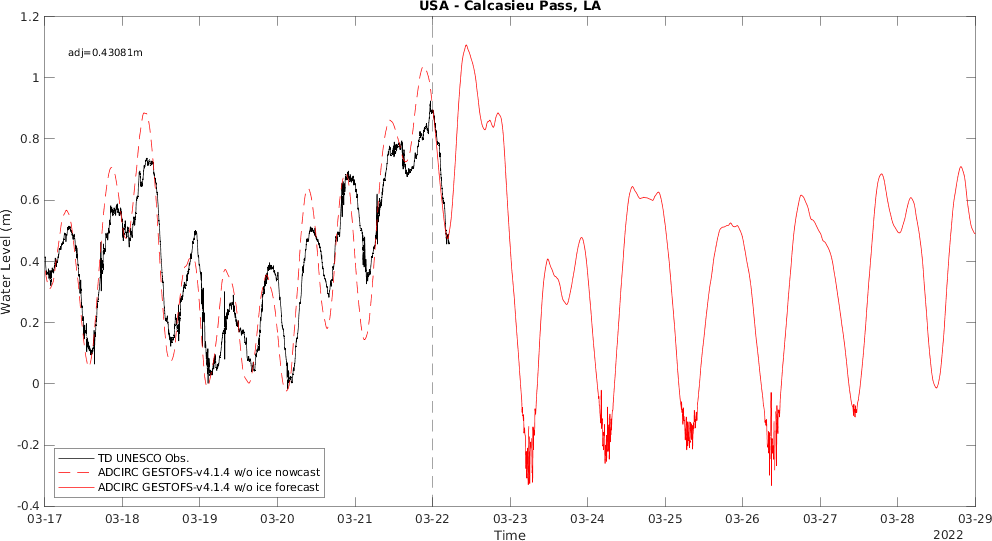 USA - Calcasieu Pass, LA
adj=0.43081m
1.2
1
0.8
0.6
0.4
0.2
0
-0.2
-0.4
Water Level (m)
TD UNESCO Obs.
ADCIRC GESTOFS-v4.1.4 w/o ice nowcast
ADCIRC GESTOFS-v4.1.4 w/o ice forecast
03-17 03-18 03-19 03-20 03-21 03-22 03-23 03-24 03-25 03-26 03-27 03-28 03-29
Time
2022